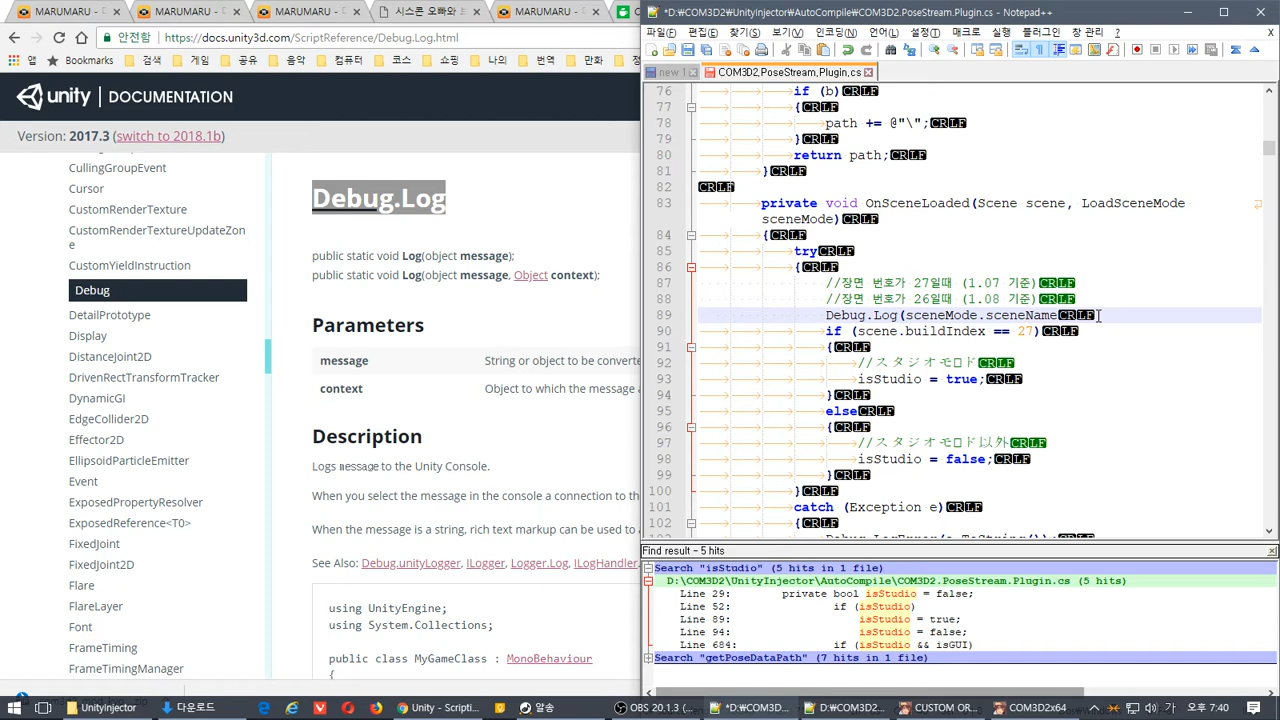 MARUMARU - C
MARUMARU - C
MARUMARU - C
시스콘 오빠듯
MARUMARU - C
C
안전함
https://docs.unity3d.com/ScriptReference/Debug.Log.html
앱
Bookmarks
검색
쇼핑
음악
컴퓨터
코스
쇼핑
나의
번역
만화
unity DOCUMENTATION
Version: 2017.3 (switch to 2018.1b)
CullingGroupEvent
Cursor
CustomRenderTexture
CustomRenderTextureUpdateZon
e
CustomYieldInstruction
Debug
DetailPrototype
Display
DistanceJoint2D
DrivenRectTransformTracker
DynamicGI
EdgeCollider2D
Effector2D
EllipsoidParticleEmitter
Event
ExposedPropertyResolver
ExposedReference<T0>
FixedJoint
FixedJoint2D
Flare
FlareLayer
Font
FrameTiming
FrameTimingManager
Debug.Log
public static void Log(object message);
public static void Log(object message, Object context);
Parameters
message String or object to be converte
context Object to which the message a
Description
Logs message to the Unity Console.
When you select the message in the console a connection to th
When the message is a string, rich text markup can be used to a
See Also: Debug.unityLogger, ILogger, Logger.Log, ILogHandler
using UnityEngine;
using System.Collections;
public class MyGameClass : MonoBehaviour
{
*D:₩COM3D2₩UnityInjector₩AutoCompile₩COM3D2.PoseStream.Plugin.cs - Notepad++
파일(F) 편집(E) 찾기(S) 보기(V) 인코딩(N) 언어(L) 설정(T) 매크로 실행 플러그인 창 관리 ? X
new 1
COM3D2.PoseStream.Plugin.cs
76 if (b)CRLF
77 {CRLF
78 path += @"\";CRLF
79 }CRLF
80 return path;CRLF
81 }CRLF
82 CRLF
83 private void OnSceneLoaded(Scene scene, LoadSceneMode
sceneMode)CRLF
84 {CRLF
85 tryCRLF
86 {CRLF
87 //장면 번호가 27일때 (1.07 기준)CRLF
88 //장면 번호가 26일때 (1.08 기준)CRLF
89 Debug.Log(sceneMode.sceneNameCRLF
90 if (scene.buildIndex == 27)CRLF
91 {CRLF
92 //スタジオモードCRLF
93 isStudio = true;CRLF
94 }CRLF
95 elseCRLF
96 {CRLF
97 //スタジオモード以外CRLF
98 isStudio = false;CRLF
99 }CRLF
100 }CRLF
101 catch (Exception e)CRLF
102 {CRLF
Debug.LogError(e.ToString());CRLF
Find result - 5 hits
Search "isStudio" (5 hits in 1 file)
D:\COM3D2\UnityInjector\AutoCompile\COM3D2.PoseStream.Plugin.cs (5 hits)
Line 29: private bool isStudio = false;
Line 52: if (isStudio)
Line 89: isStudio = true;
Line 94: isStudio = false;
Line 684: if (isStudio && isGUI)
Search "getPoseDataPath" (7 hits in 1 file)
UnityInjector
다운로드
Unity - Scripti...
알송
OBS 20.1.3 (
*D:₩COM3D...
D:₩COM3D...
CUSTOM OR...
COM3D2x64
A
오후 7:40